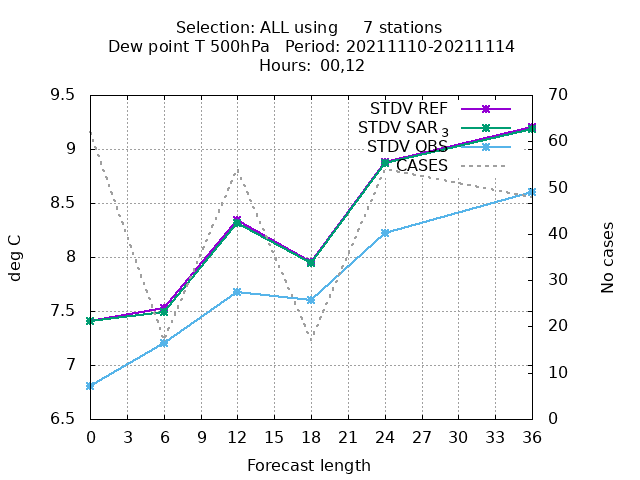 Selection: ALL using     7 stations
Dew point T 500hPa   Period: 20211110-20211114
Hours: 00,12
STDV REF
STDV SAR 3
STDV OBS
CASES
9.5
9
8.5
8
7.5
7
6.5
70
60
50
40
30
20
10
0
deg C
No cases
0 3 6 9 12 15 18 21 24 27 30 33 36
Forecast length